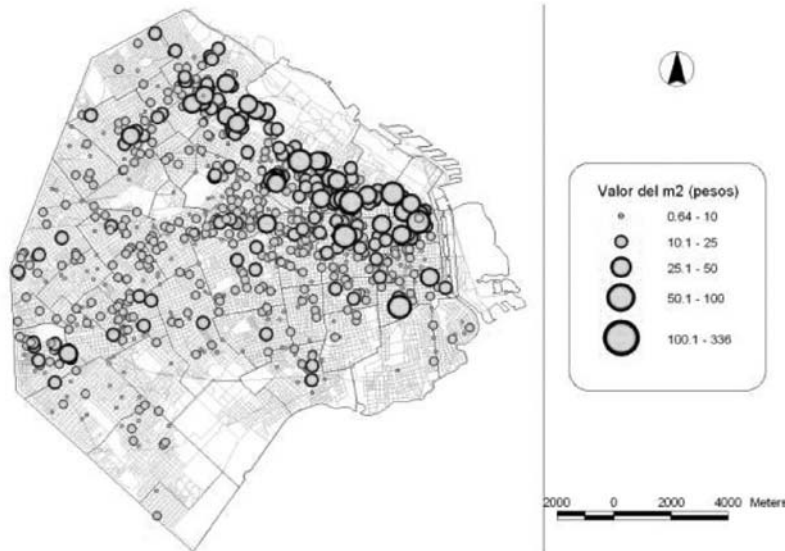 Valor del m2 (pesos)
0.64 - 10
10.1 - 25
25.1 - 50
50.1 - 100
100.1 - 336
2000 0 2000 4000 Meters